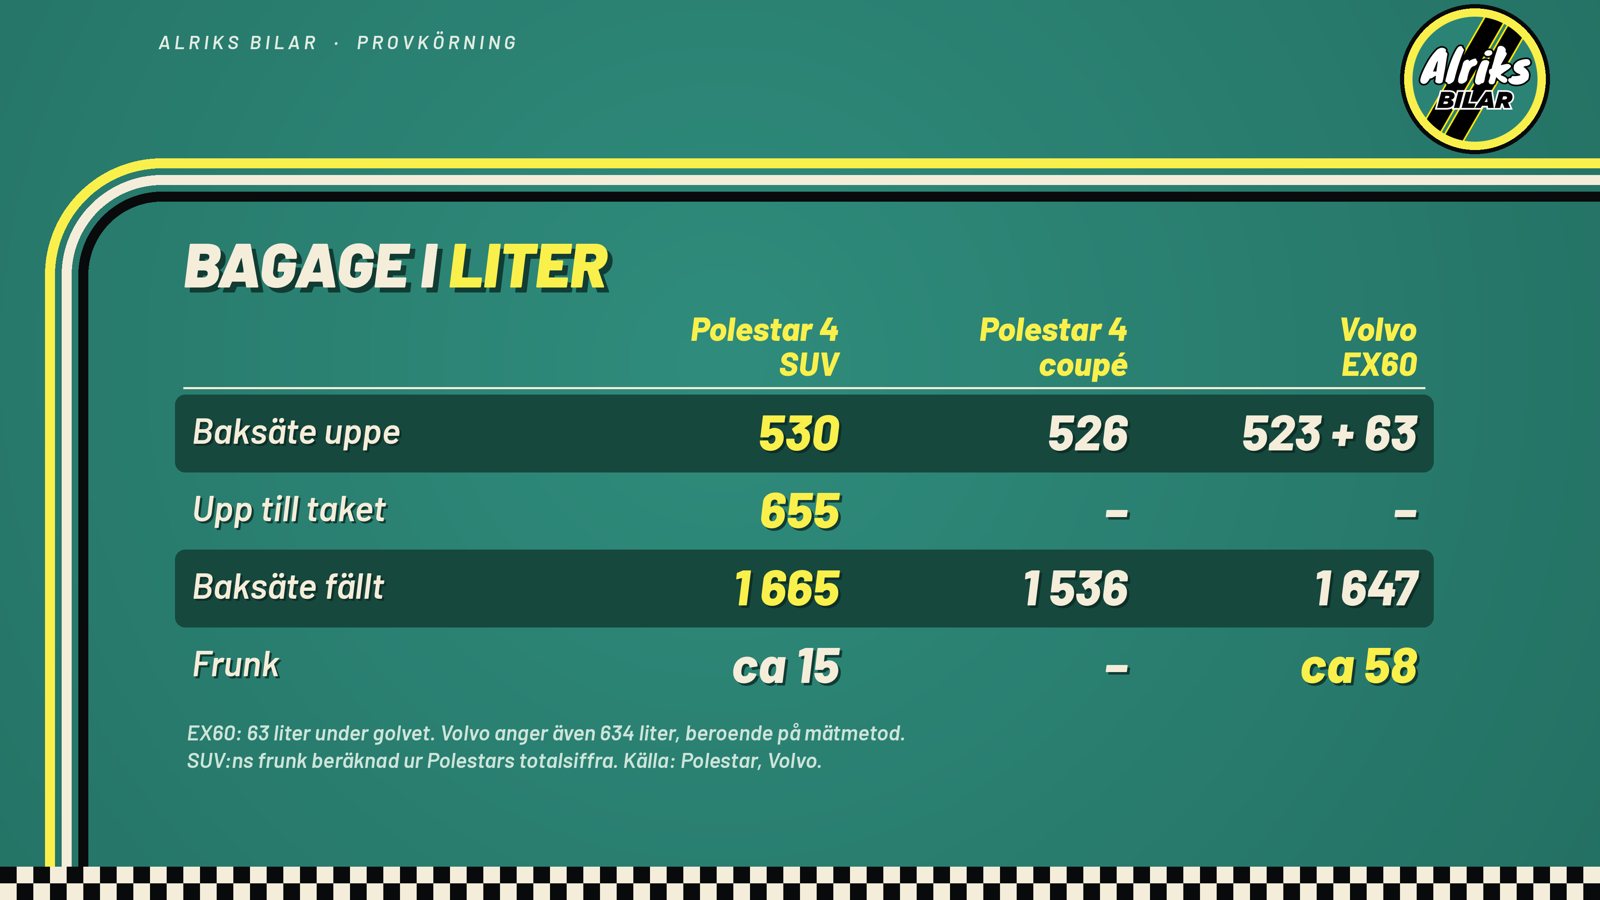 ALRIKS BILAR · PROVKÖRNING
Alriks
BILAR
BAGAGE I LITER
Polestar 4 SUV
Polestar 4 coupé
Volvo EX60
Baksäte uppe 530 526 523 + 63
Upp till taket 655 – –
Baksäte fällt 1 665 1 536 1 647
Frunk ca 15 – ca 58
EX60: 63 liter under golvet. Volvo anger även 634 liter, beroende på mätmetod.
SUV:ns frunk beräknad ur Polestars totalsiffra. Källa: Polestar, Volvo.